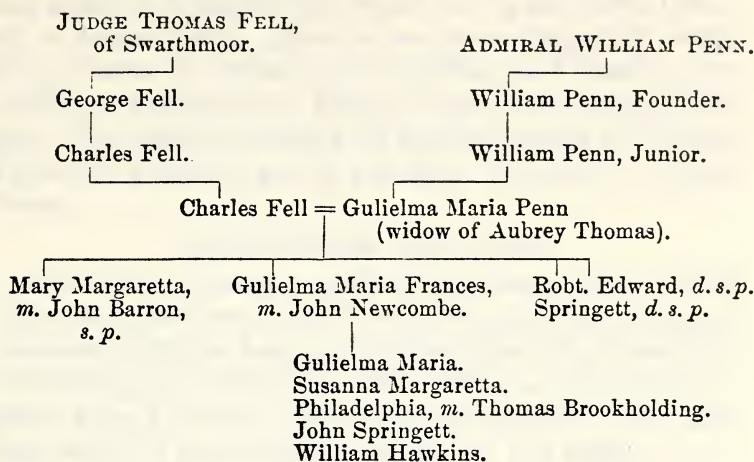 JUDGE THOMAS FELL,
of Swarthmoor.
ADMIRAL WILLIAM PENN.
George Fell.
William Penn, Founder.
Charles Fell.
William Penn, Junior.
Charles Fell = Gulielma Maria Penn
(widow of Aubrey Thomas).
Mary Margaretta,
m. John Barron,
s. p.
Gulielma Maria Frances,
m. John Newcombe.
Robt. Edward, d. s. p.
Springett, d. s. p.
Gulielma Maria.
Susanna Margaretta.
Philadelphia, m. Thomas Brookholding.
John Springett.
William Hawkins.